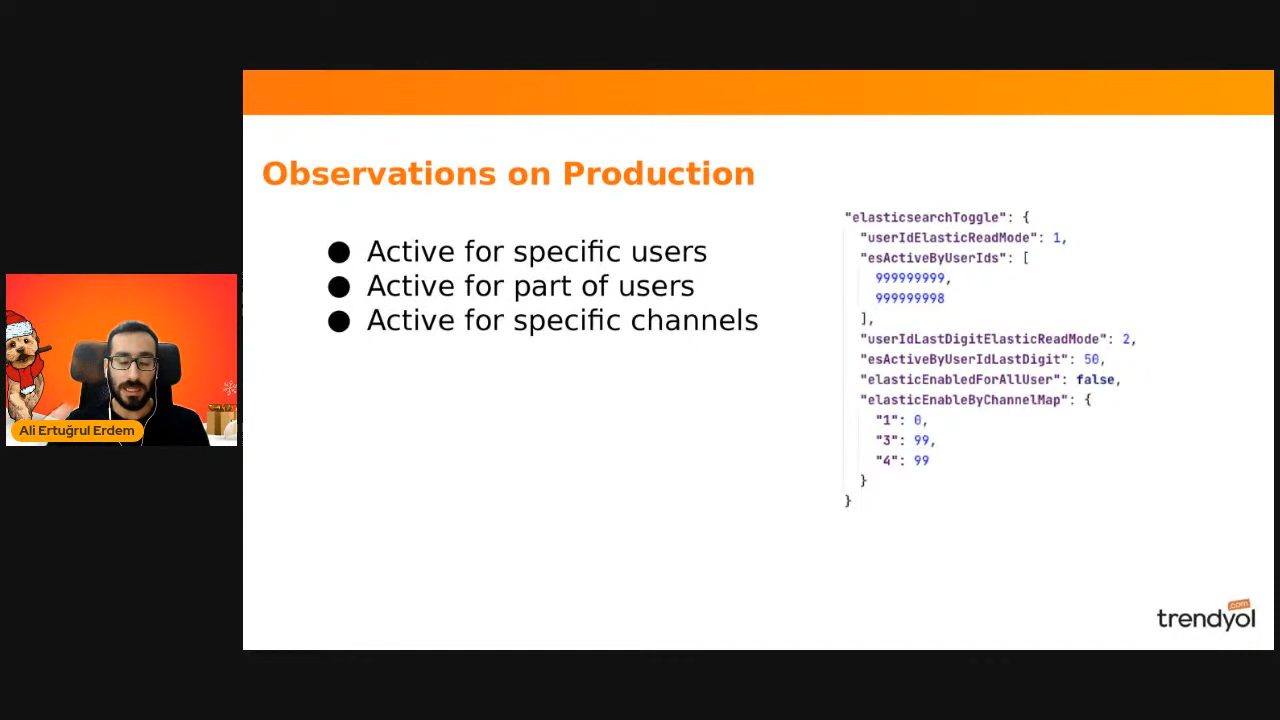 Observations on Production
● Active for specific users
● Active for part of users
● Active for specific channels
"elasticsearchToggle": {
"userIdElasticReadMode": 1,
"esActiveByUserIds": [
999999999,
999999998
],
"userIdLastDigitElasticReadMode": 2,
"esActiveByUserIdLastDigit": 50,
"elasticEnabledForAllUser": false,
"elasticEnableByChannelMap": {
"1": 0,
"3": 99,
"4": 99
}
}
Ali Ertuğrul Erdem
.com
trendyol